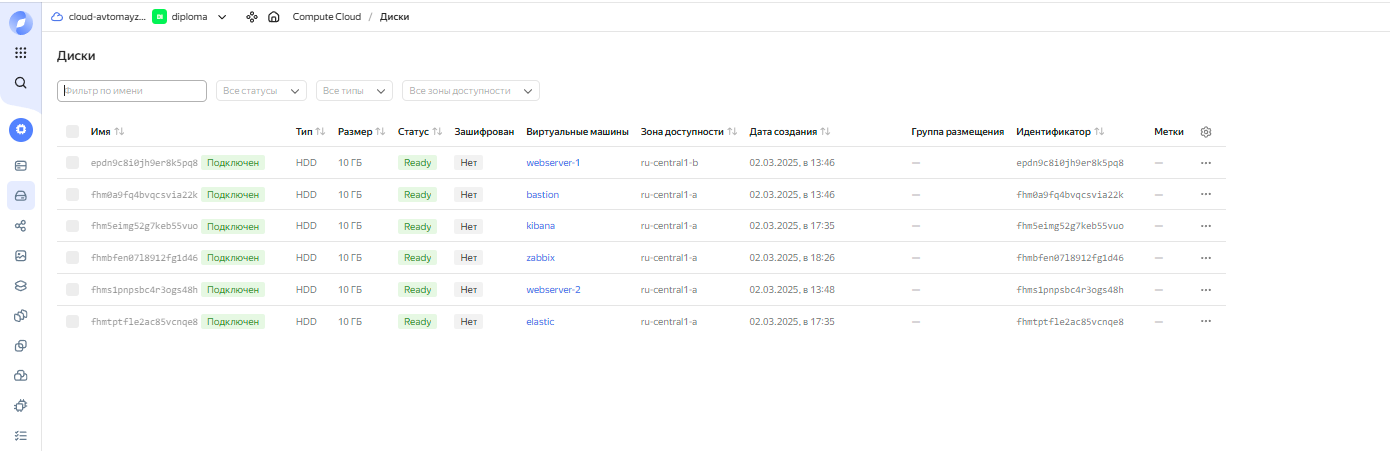 cloud-avtomayz... diploma Compute Cloud / Диски
Диски
Фильтр по имени Все статусы Все типы Все зоны доступности
Имя Тип Размер Статус Зашифрован Виртуальные машины Зона доступности Дата создания Группа размещения Идентификатор Метки
epdn9c8i0jh9er8k5pq8 Подключен HDD 10 ГБ Ready Нет webserver-1 ru-central1-b 02.03.2025, в 13:46 — epdn9c8i0jh9er8k5pq8 — ...
fhm0a9fq4bvqcsvia22k Подключен HDD 10 ГБ Ready Нет bastion ru-central1-a 02.03.2025, в 13:46 — fhm0a9fq4bvqcsvia22k — ...
fhm5eimg52g7keb55vuo Подключен HDD 10 ГБ Ready Нет kibana ru-central1-a 02.03.2025, в 17:35 — fhm5eimg52g7keb55vuo — ...
fhmbfen07l8912fg1d46 Подключен HDD 10 ГБ Ready Нет zabbix ru-central1-a 02.03.2025, в 18:26 — fhmbfen07l8912fg1d46 — ...
fhms1pnpsbc4r3ogs48h Подключен HDD 10 ГБ Ready Нет webserver-2 ru-central1-a 02.03.2025, в 13:48 — fhms1pnpsbc4r3ogs48h — ...
fhmtptfle2ac85vcnqe8 Подключен HDD 10 ГБ Ready Нет elastic ru-central1-a 02.03.2025, в 17:35 — fhmtptfle2ac85vcnqe8 — ...